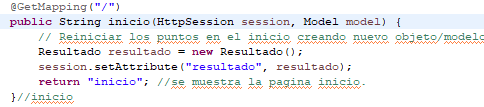 @GetMapping("/")
public String inicio(HttpSession session, Model model) {
// Reiniciar los puntos en el inicio creando nuevo objeto/modelo
Resultado resultado = new Resultado();
session.setAttribute("resultado", resultado);
return "inicio"; //se muestra la pagina inicio.
}//inicio